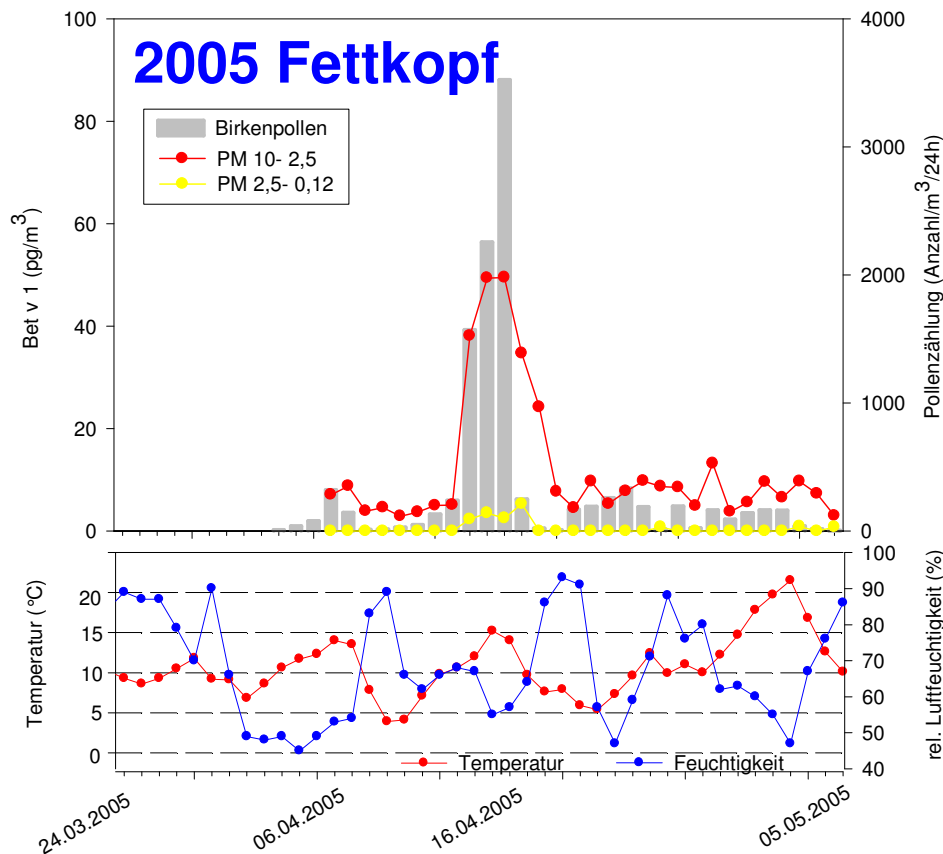 2005 Fettkopf
Birkenpollen
PM 10- 2,5
PM 2,5- 0,12
Bet v 1 (pg/m³)
100
80
60
40
20
0
Pollenzählung (Anzahl/m³/24h)
4000
3000
2000
1000
0
Temperatur (°C)
20
15
10
5
0
rel. Luftfeuchtigkeit (%)
100
90
80
70
60
50
40
Temperatur
Feuchtigkeit
24.03.2005
06.04.2005
16.04.2005
05.05.2005